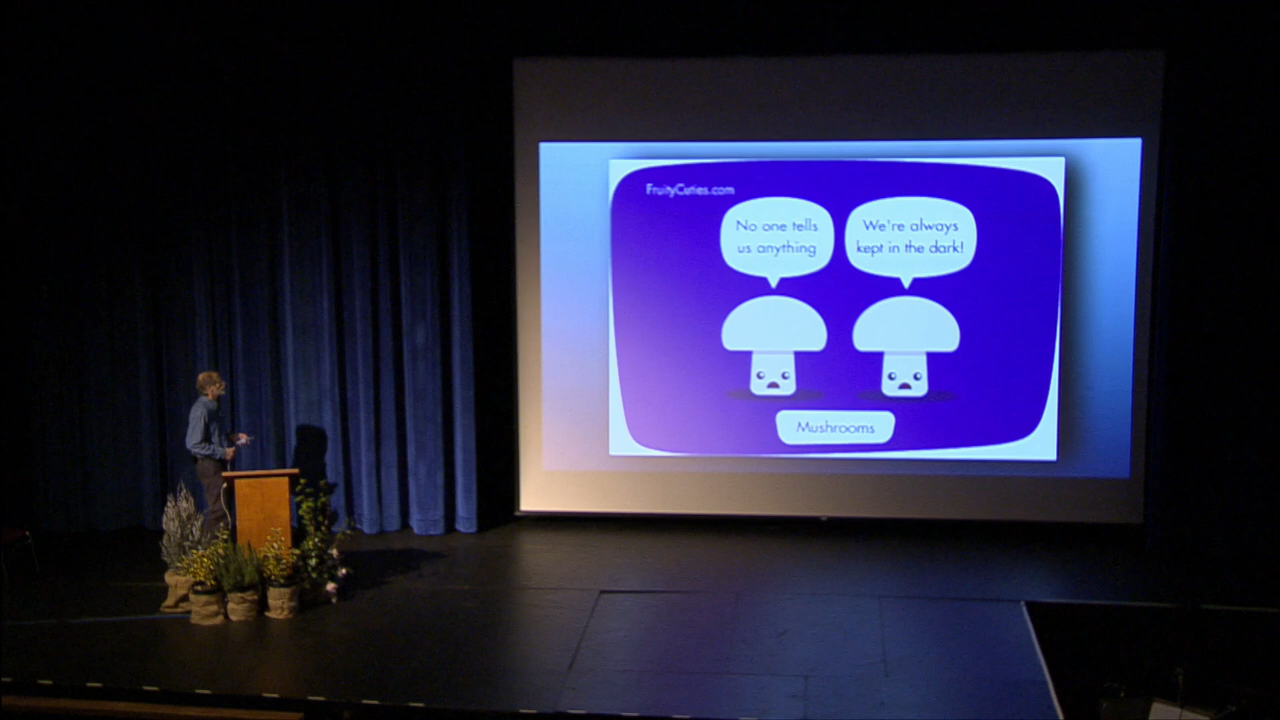 FruityCuties.com
No one tells
us anything
We're always
kept in the dark!
Mushrooms